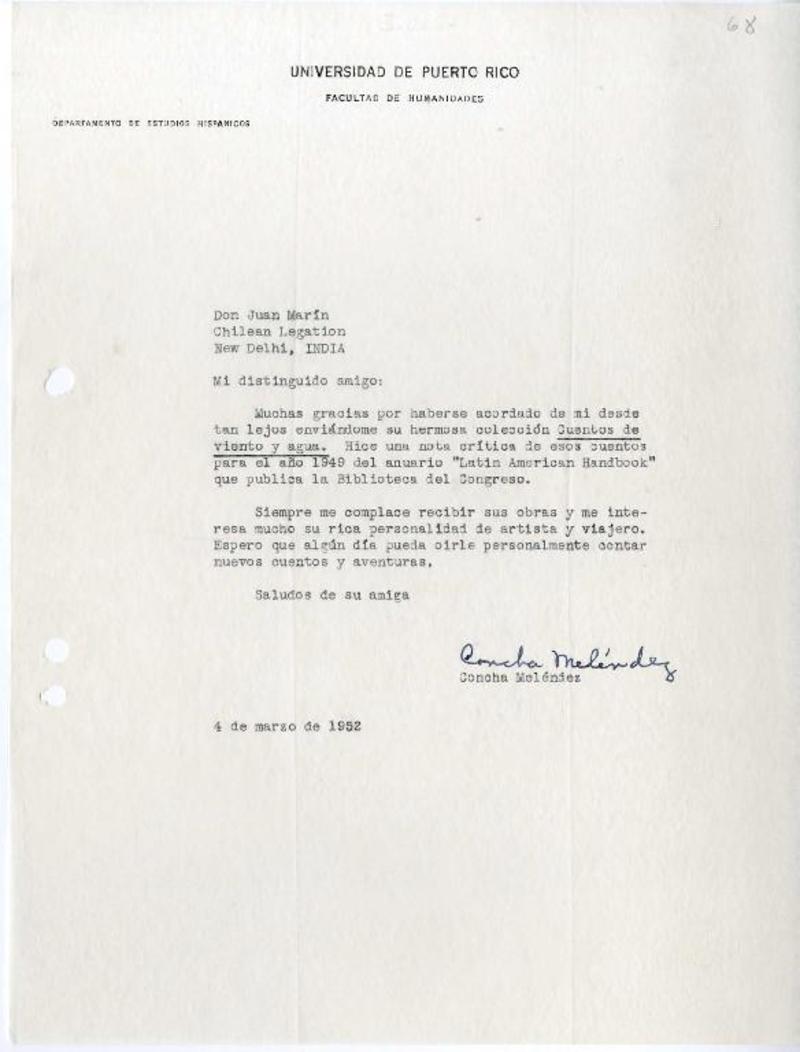 68
UNIVERSIDAD DE PUERTO RICO
FACULTAD DE HUMANIDADES
DEPARTAMENTO DE ESTUDIOS HISPANICOS
Don Juan Marín
Chilean Legation
New Delhi, INDIA
Mi distinguido amigo:
Muchas gracias por haberse acordado de mi desde
tan lejos enviándome su hermosa colección Cuentos de
viento y agua. Hice una nota crítica de esos cuentos
para el año 1949 del anuario "Latin American Handbook"
que publica la Biblioteca del Congreso.
Siempre me complace recibir sus obras y me inte-
resa mucho su rica personalidad de artista y viajero.
Espero que algún día pueda oirle personalmente contar
nuevos cuentos y aventuras.
Saludos de su amiga
Concha Meléndez
Concha Meléndez
4 de marzo de 1952